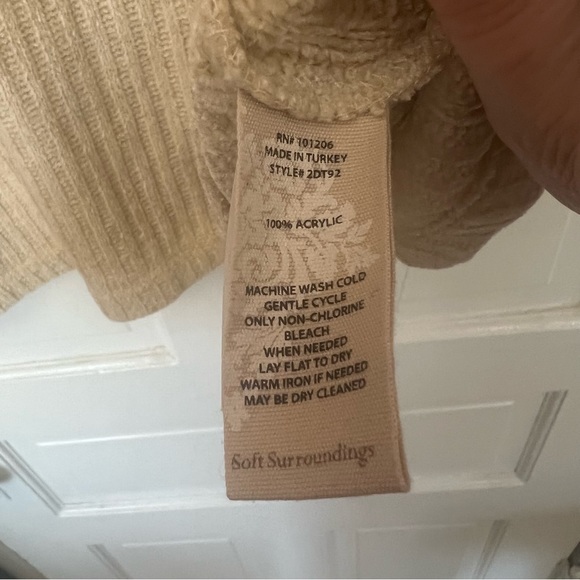 RN# 101206
MADE IN TURKEY
STYLE# 2DT92
100% ACRYLIC
MACHINE WASH COLD
GENTLE CYCLE
ONLY NON-CHLORINE
BLEACH
WHEN NEEDED
LAY FLAT TO DRY
WARM IRON IF NEEDED
MAY BE DRY CLEANED
Soft Surroundings